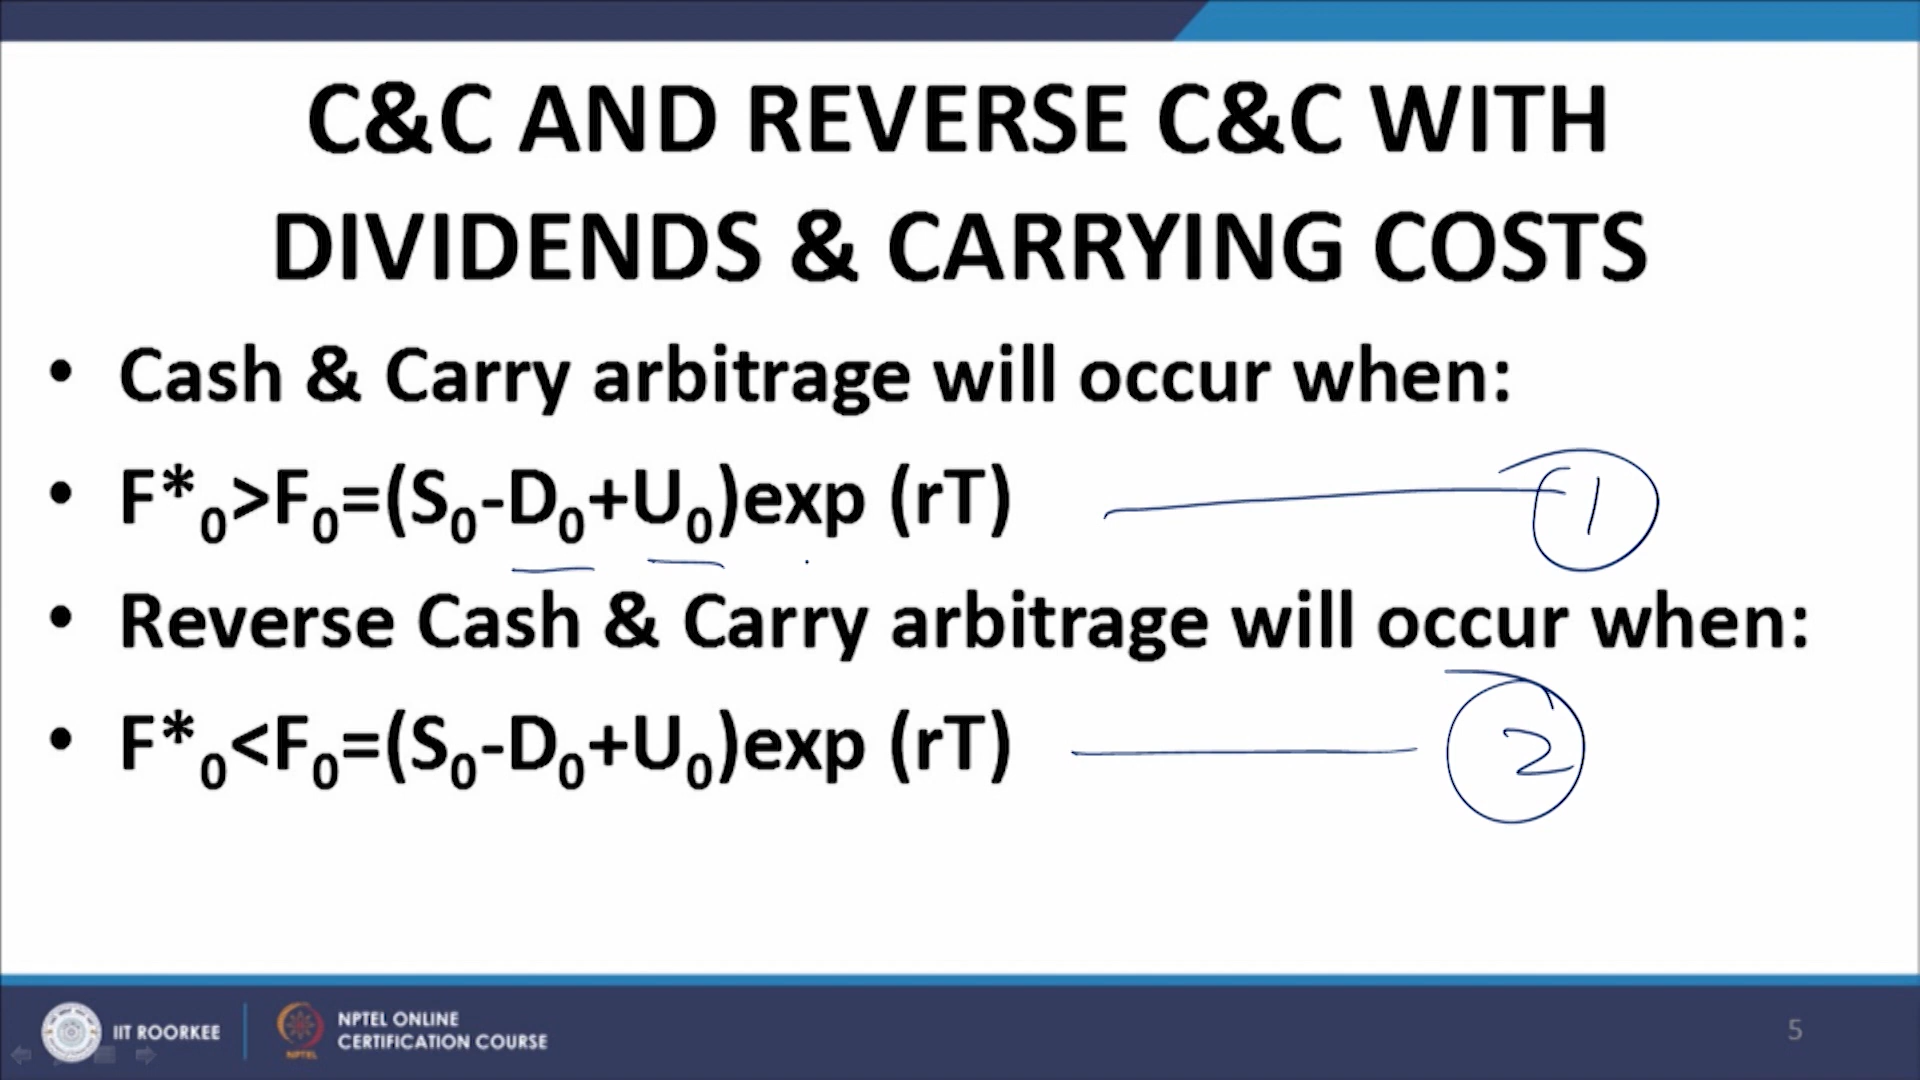 C&C AND REVERSE C&C WITH
DIVIDENDS & CARRYING COSTS
• Cash & Carry arbitrage will occur when:
• F*₀>F₀=(S₀-D₀+U₀)exp (rT) 1
• Reverse Cash & Carry arbitrage will occur when:
• F*₀<F₀=(S₀-D₀+U₀)exp (rT) 2
IIT ROORKEE
NPTEL
NPTEL ONLINE
CERTIFICATION COURSE
5